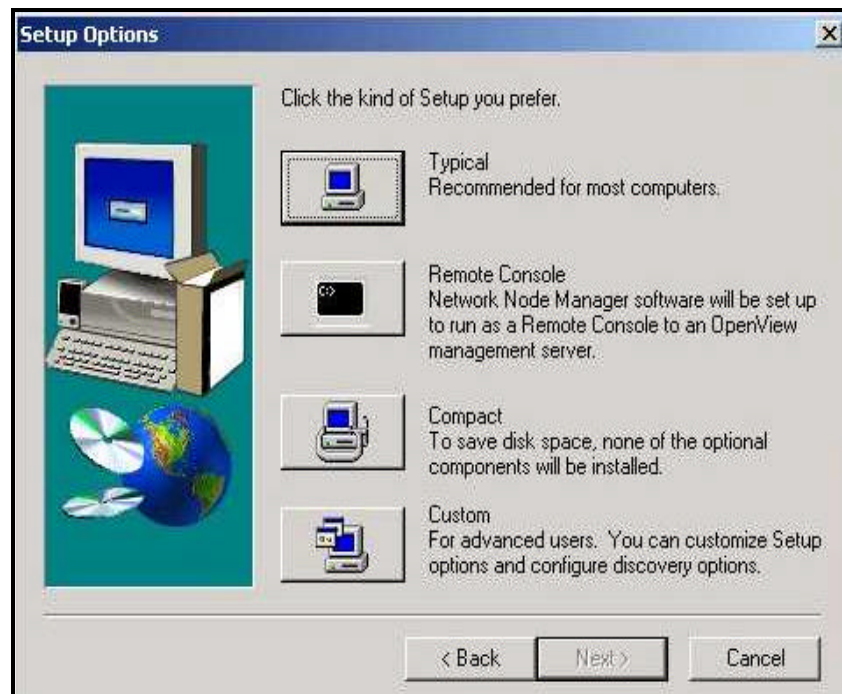 Setup Options
Click the kind of Setup you prefer.
Typical
Recommended for most computers.
C:>
Remote Console
Network Node Manager software will be set up
to run as a Remote Console to an OpenView
management server.
Compact
To save disk space, none of the optional
components will be installed.
Custom
For advanced users. You can customize Setup
options and configure discovery options.
< Back
Next >
Cancel